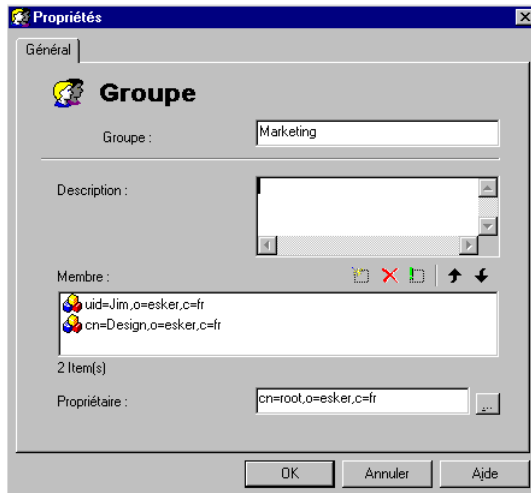 Propriétés
Général
Groupe
Groupe : Marketing
Description :
Membre :
uid=Jim,o=esker,c=fr
cn=Design,o=esker,c=fr
2 Item(s)
Propriétaire : cn=root,o=esker,c=fr ...
OK Annuler Aide